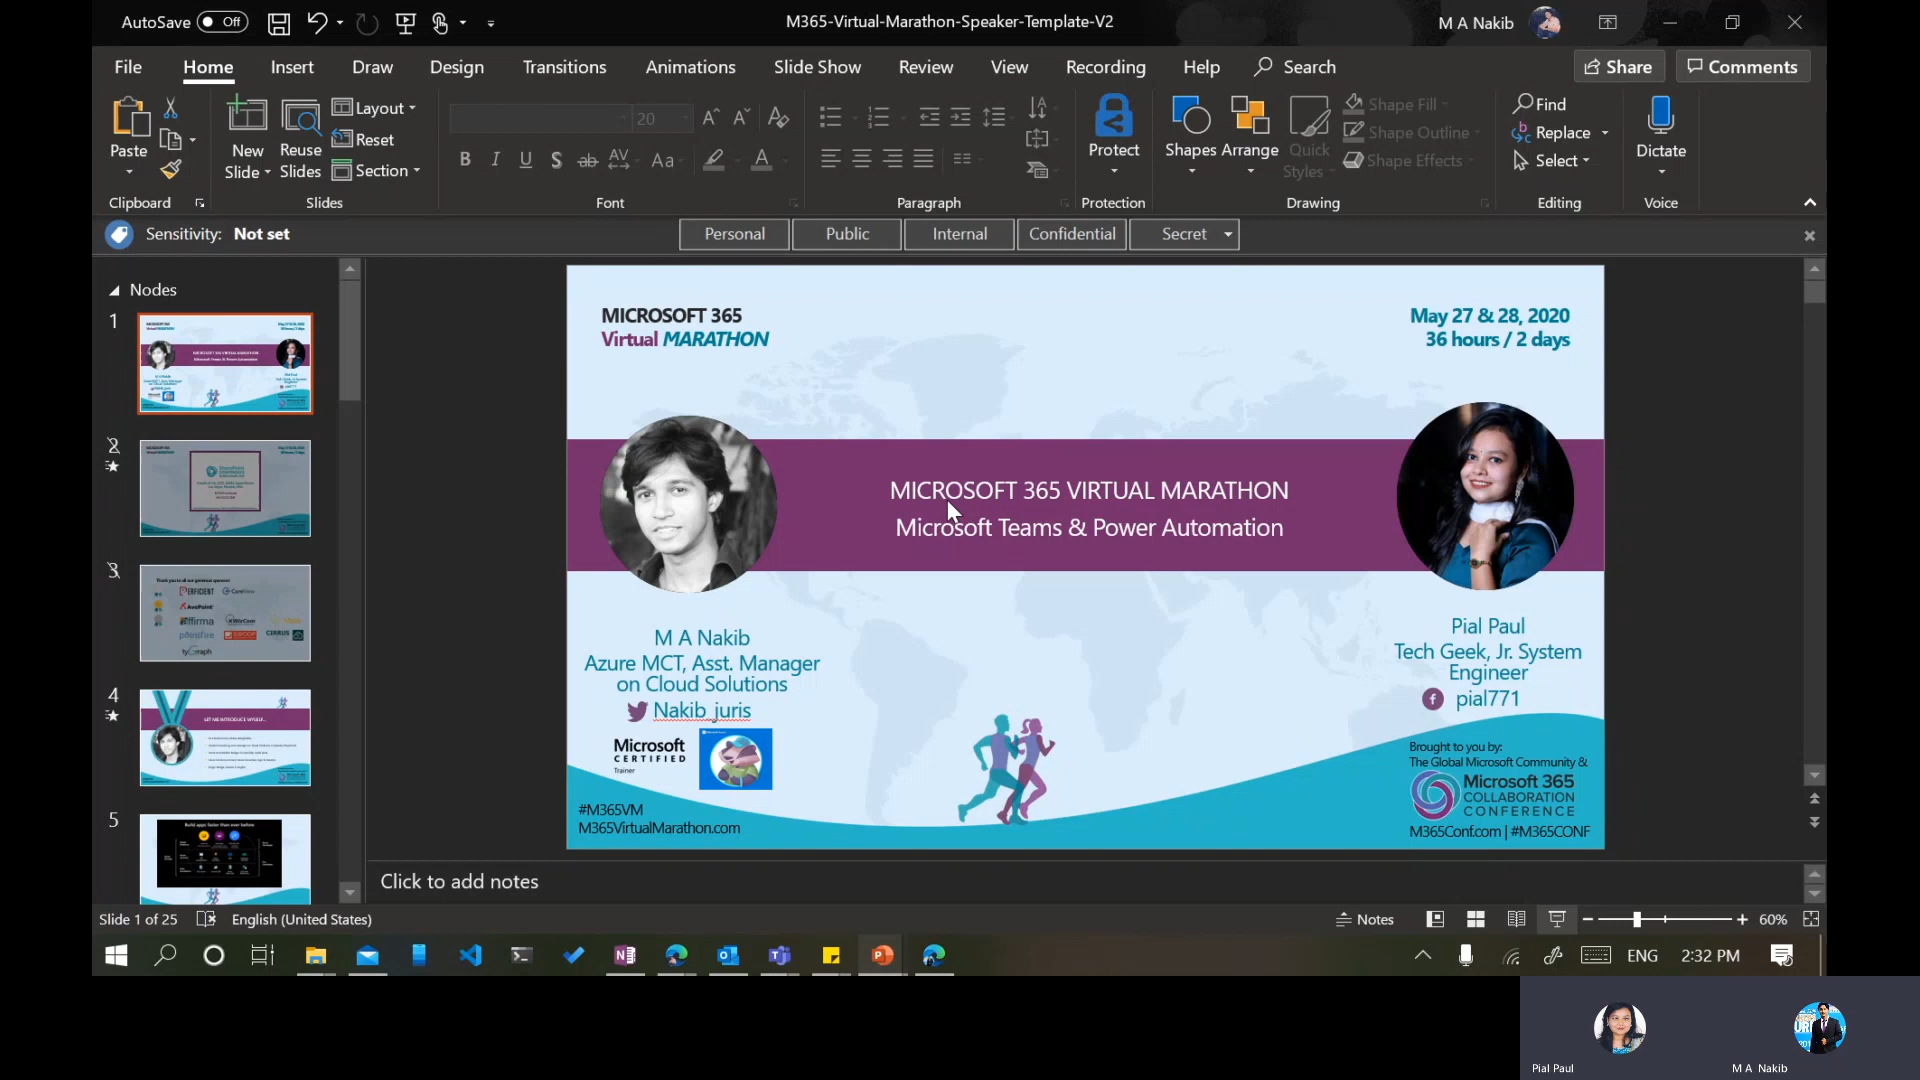 AutoSave Off
M365-Virtual-Marathon-Speaker-Template-V2
M A Nakib
File Home Insert Draw Design Transitions Animations Slide Show Review View Recording Help Search Share Comments
Paste
New Slide
Reuse Slides
Layout
Reset
Section
20
Protect
Shapes Arrange
Quick Styles
Shape Fill
Shape Outline
Shape Effects
Find
Replace
Select
Dictate
Clipboard Slides Font Paragraph Protection Drawing Editing Voice
Sensitivity: Not set Personal Public Internal Confidential Secret
Nodes
1
2
3
4
5
MICROSOFT 365
Virtual MARATHON
May 27 & 28, 2020
36 hours / 2 days
MICROSOFT 365 VIRTUAL MARATHON
Microsoft Teams & Power Automation
M A Nakib
Azure MCT, Asst. Manager
on Cloud Solutions
Nakib_juris
Microsoft
CERTIFIED
Trainer
#M365VM
M365VirtualMarathon.com
Pial Paul
Tech Geek, Jr. System
Engineer
pial771
Brought to you by:
The Global Microsoft Community &
Microsoft 365
COLLABORATION
CONFERENCE
M365Conf.com | #M365CONF
Click to add notes
Slide 1 of 25 English (United States) Notes 60%
ENG 2:32 PM
Pial Paul
M A Nakib